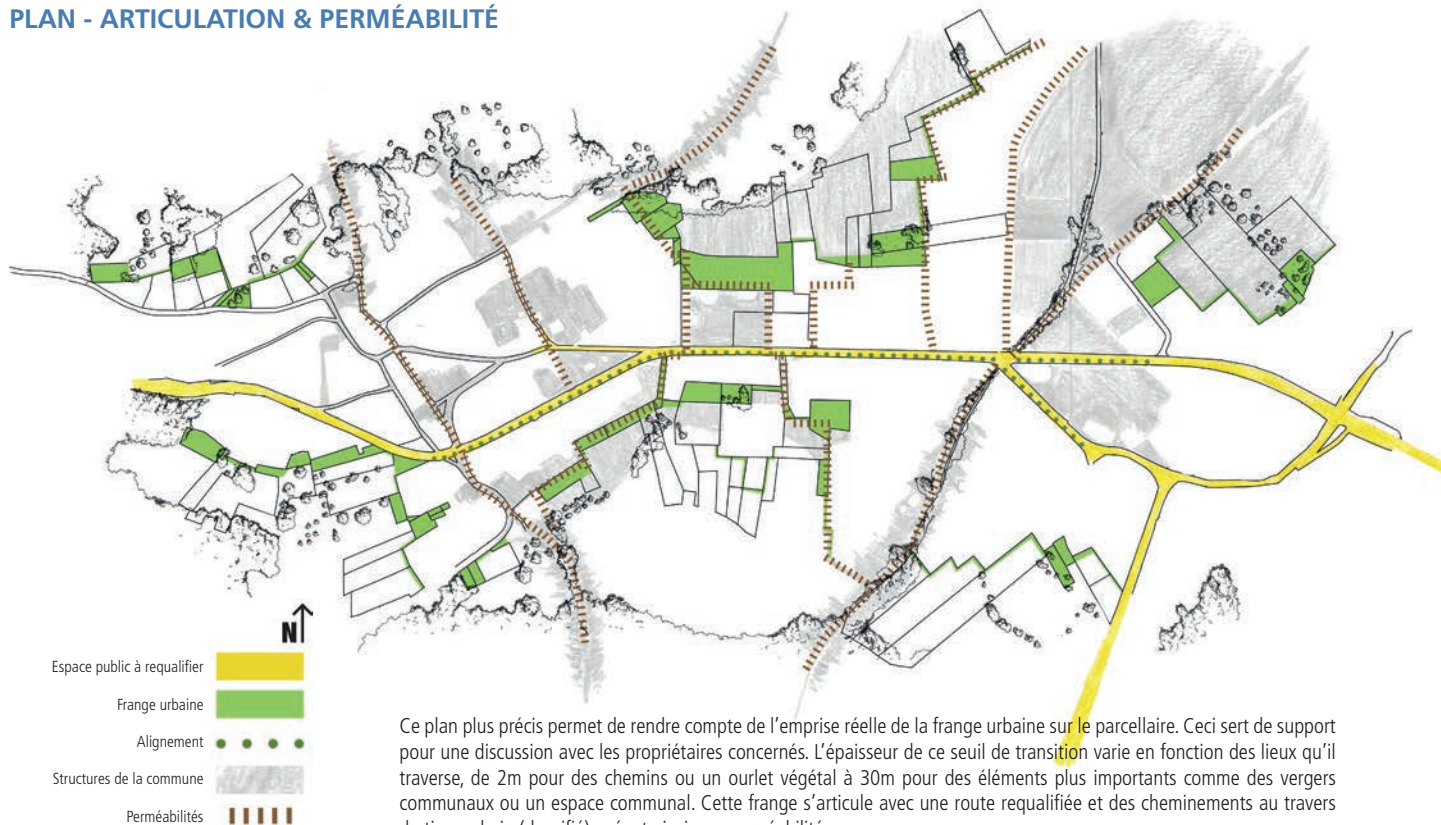 PLAN - ARTICULATION & PERMÉABILITÉ
N
Espace public à requalifier
Frange urbaine
Alignement
Structures de la commune
Perméabilités
Ce plan plus précis permet de rendre compte de l'emprise réelle de la frange urbaine sur le parcellaire. Ceci sert de support
pour une discussion avec les propriétaires concernés. L'épaisseur de ce seuil de transition varie en fonction des lieux qu'il
traverse, de 2m pour des chemins ou un ourlet végétal à 30m pour des éléments plus importants comme des vergers
communaux ou un espace communal. Cette frange s'articule avec une route requalifiée et des cheminements au travers